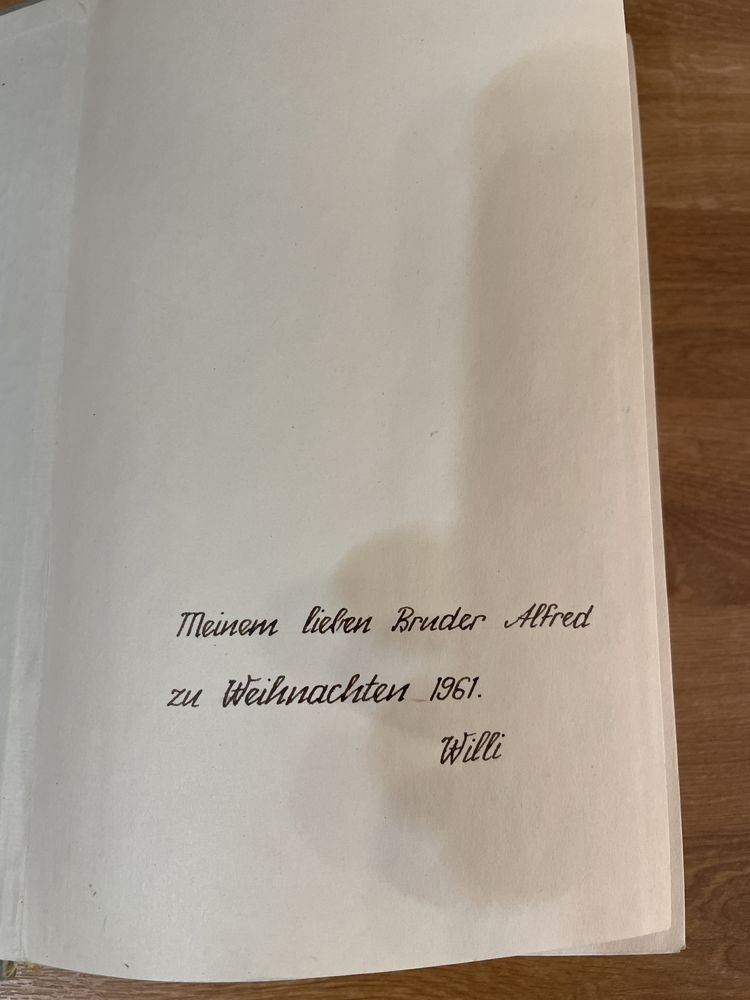 Meinem lieben Bruder Alfred
zu Weihnachten 1961.
Willi